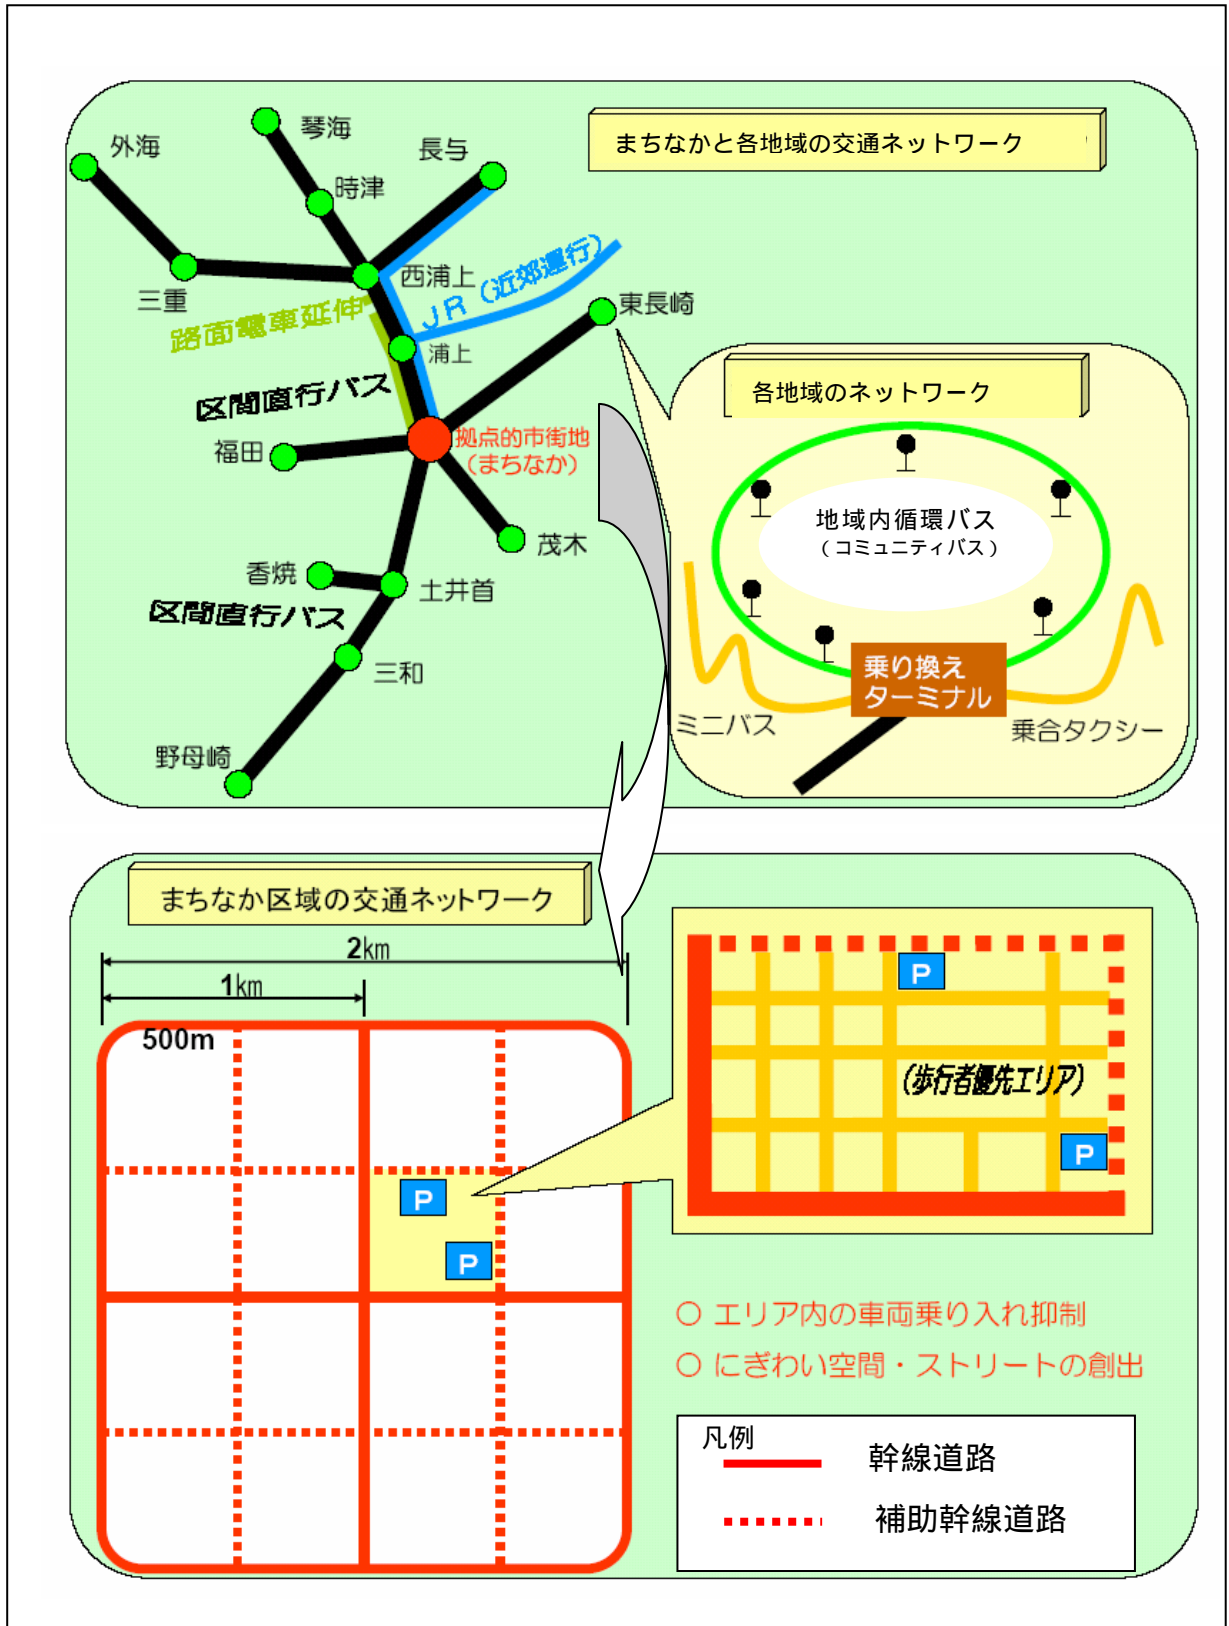 まちなかと各地域の交通ネットワーク
琴海
外海
長与
時津
西浦上
三重
JR（近郊運行）
東長崎
路面電車延伸
浦上
区間直行バス
福田
拠点的市街地
（まちなか）
茂木
香焼
土井首
区間直行バス
三和
野母崎
各地域のネットワーク
地域内循環バス
（コミュニティバス）
乗り換え
ターミナル
ミニバス
乗合タクシー
まちなか区域の交通ネットワーク
2km
1km
500m
P
P
P
（歩行者優先エリア）
P
○ エリア内の車両乗り入れ抑制
○ にぎわい空間・ストリートの創出
凡例
幹線道路
補助幹線道路